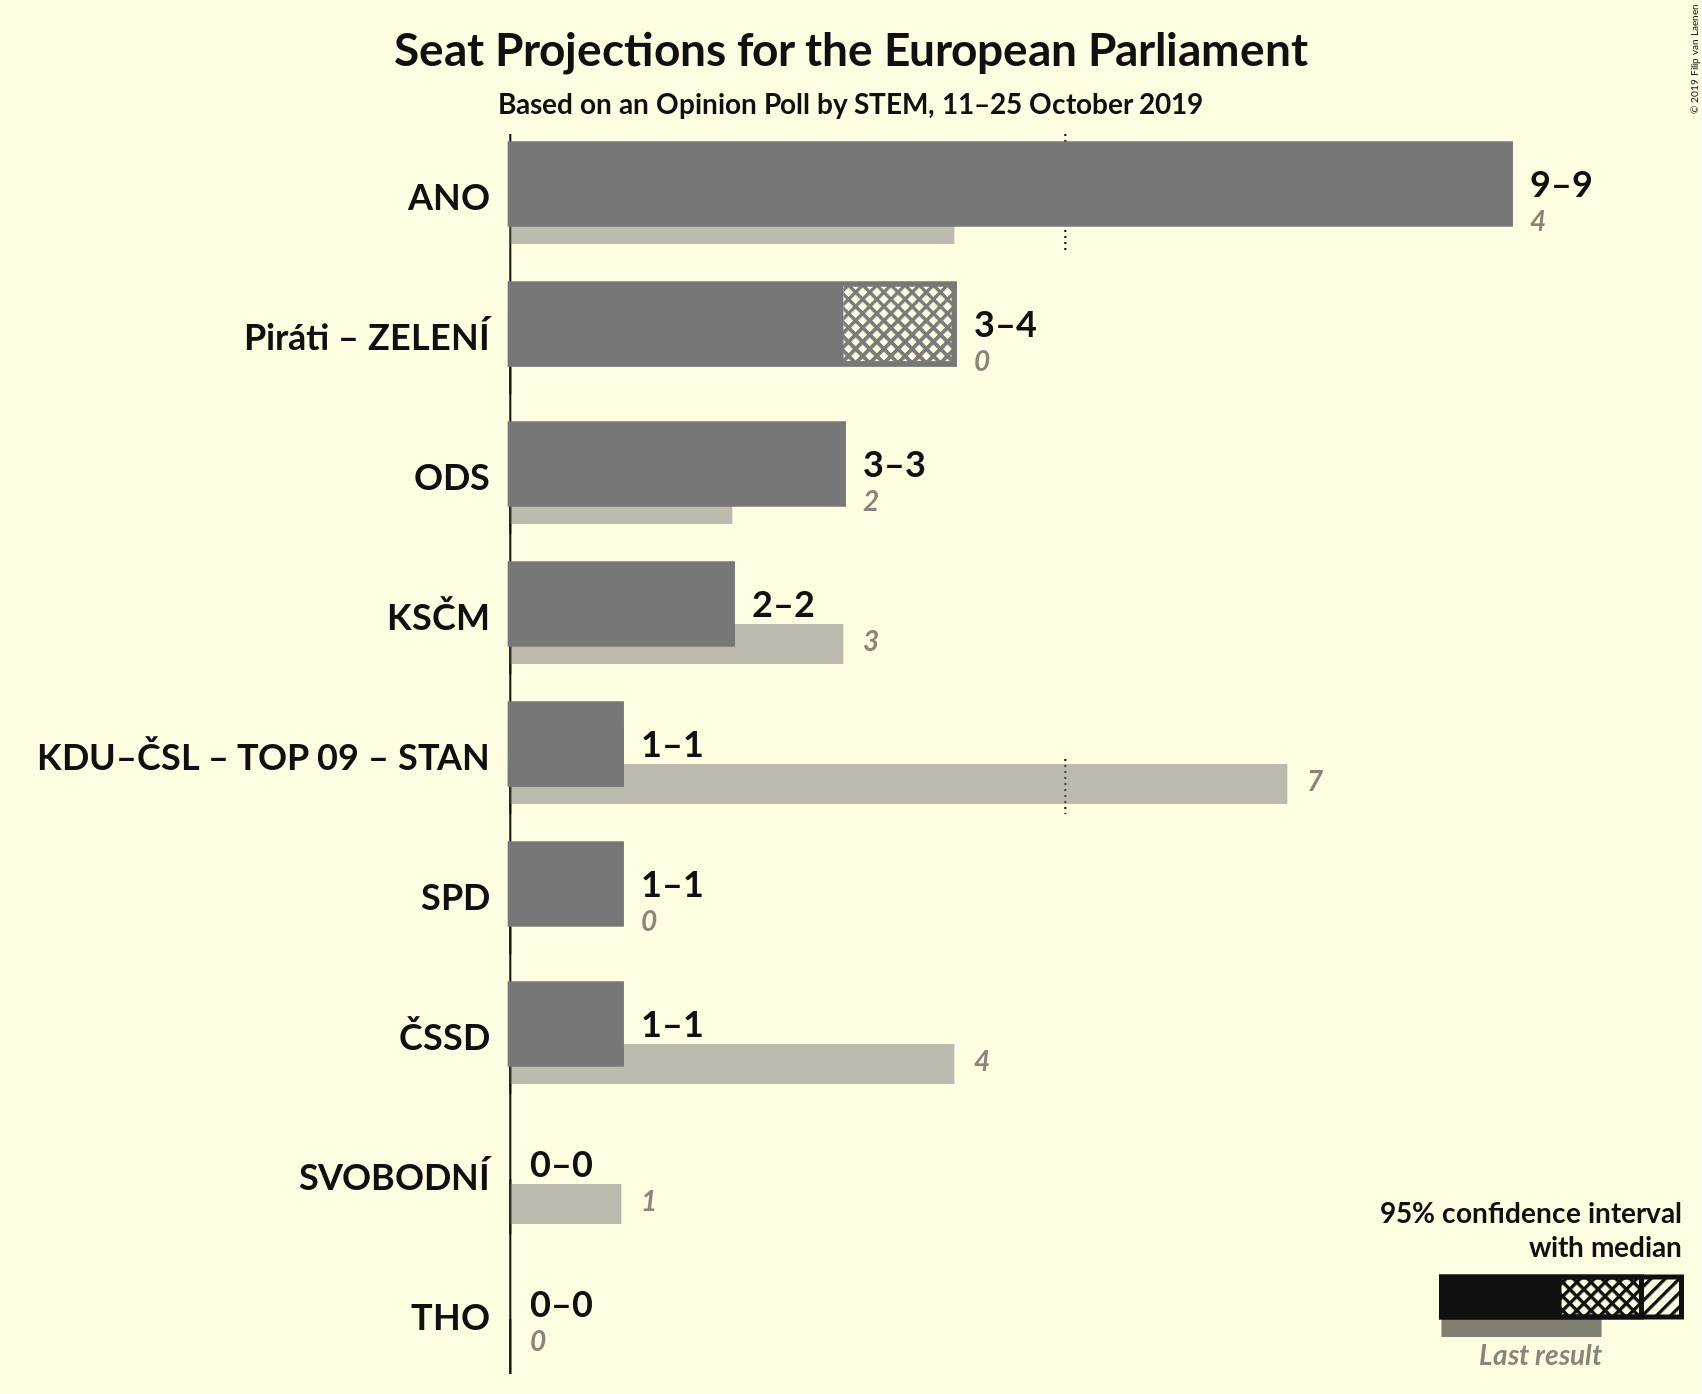 Seat Projections for the European Parliament
Based on an Opinion Poll by STEM, 11–25 October 2019
© 2019 Filip van Laenen
ANO
9–9
4
Piráti – ZELENÍ
3–4
0
ODS
3–3
2
KSČM
2–2
3
KDU–ČSL – TOP 09 – STAN
1–1
7
SPD
1–1
0
ČSSD
1–1
4
SVOBODNÍ
0–0
1
THO
0–0
0
95% confidence interval
with median
Last result